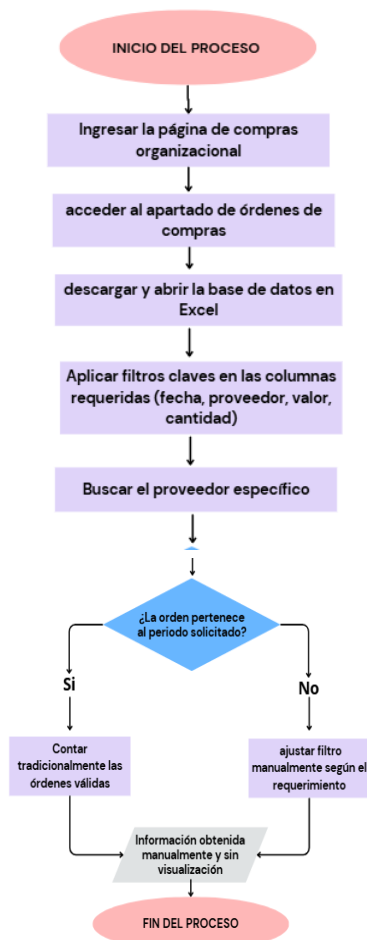 INICIO DEL PROCESO
Ingresar la página de compras
organizacional
acceder al apartado de órdenes de
compras
descargar y abrir la base de datos en
Excel
Aplicar filtros claves en las columnas
requeridas (fecha, proveedor, valor,
cantidad)
Buscar el proveedor específico
¿La orden pertenece
al periodo solicitado?
Si
No
Contar
tradicionalmente las
órdenes válidas
ajustar filtro
manualmente según el
requerimiento
Información obtenida
manualmente y sin
visualización
FIN DEL PROCESO